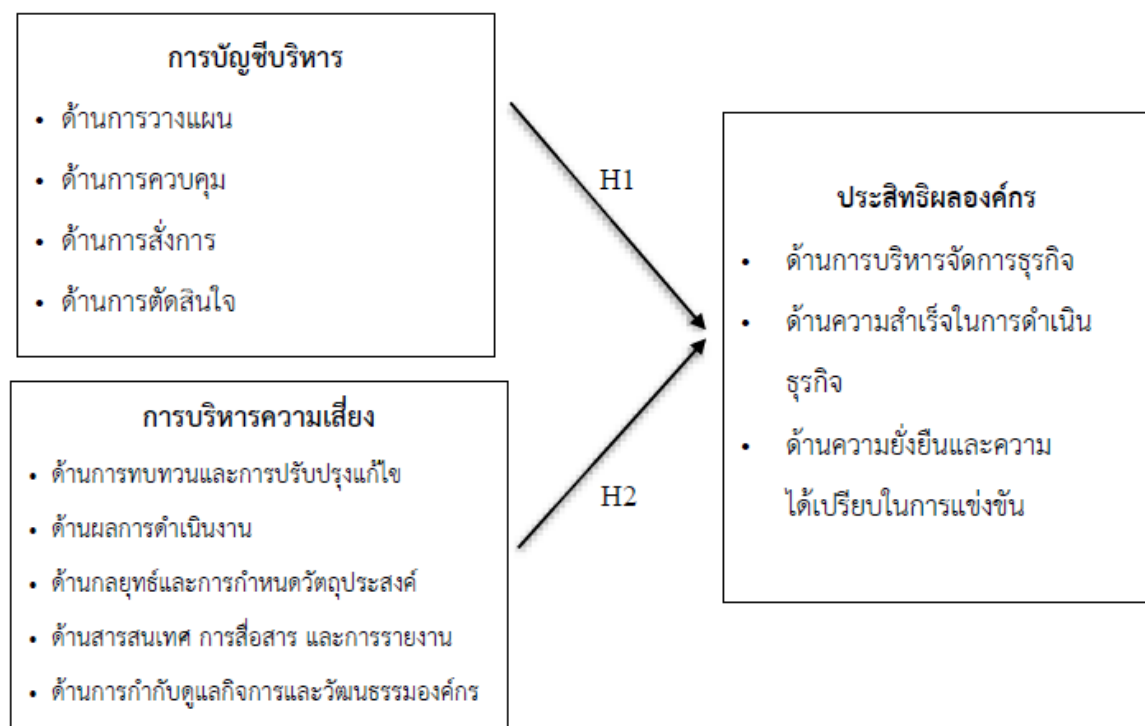 การบัญชีบริหาร
• ด้านการวางแผน
• ด้านการควบคุม
• ด้านการสั่งการ
• ด้านการตัดสินใจ
การบริหารความเสี่ยง
• ด้านการทบทวนและการปรับปรุงแก้ไข
• ด้านผลการดำเนินงาน
• ด้านกลยุทธ์และการกำหนดวัตถุประสงค์
• ด้านสารสนเทศ การสื่อสาร และการรายงาน
• ด้านการกำกับดูแลกิจการและวัฒนธรรมองค์กร
H1
H2
ประสิทธิผลองค์กร
• ด้านการบริหารจัดการธุรกิจ
• ด้านความสำเร็จในการดำเนิน
ธุรกิจ
• ด้านความยั่งยืนและความ
ได้เปรียบในการแข่งขัน